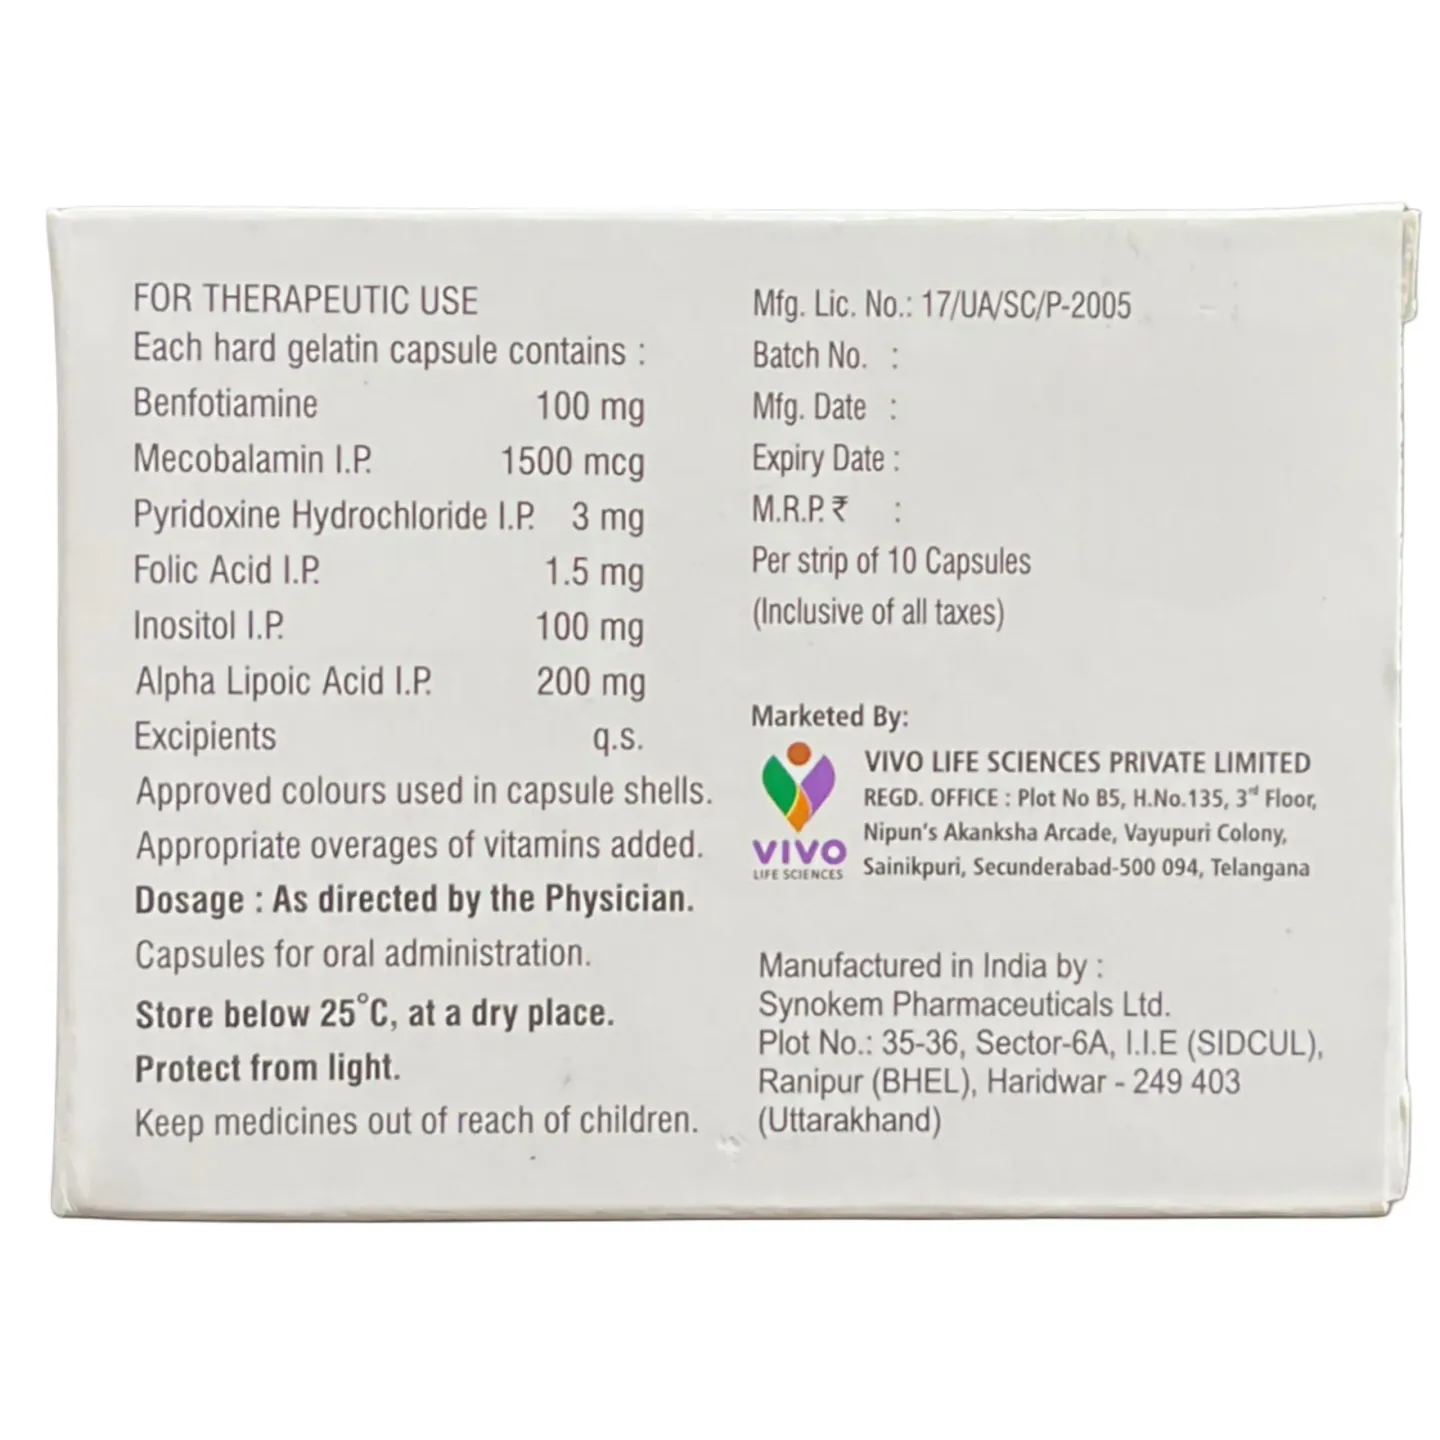 FOR THERAPEUTIC USE
Each hard gelatin capsule contains :
Benfotiamine 100 mg
Mecobalamin I.P. 1500 mcg
Pyridoxine Hydrochloride I.P. 3 mg
Folic Acid I.P. 1.5 mg
Inositol I.P. 100 mg
Alpha Lipoic Acid I.P. 200 mg
Excipients q.s.
Approved colours used in capsule shells.
Appropriate overages of vitamins added.
Dosage : As directed by the Physician.
Capsules for oral administration.
Store below 25°C, at a dry place.
Protect from light.
Keep medicines out of reach of children.
Mfg. Lic. No.: 17/UA/SC/P-2005
Batch No. :
Mfg. Date :
Expiry Date :
M.R.P. ₹ :
Per strip of 10 Capsules
(Inclusive of all taxes)
Marketed By:
VIVO
LIFE SCIENCES
VIVO LIFE SCIENCES PRIVATE LIMITED
REGD. OFFICE : Plot No B5, H.No.135, 3rd Floor,
Nipun's Akanksha Arcade, Vayupuri Colony,
Sainikpuri, Secunderabad-500 094, Telangana
Manufactured in India by :
Synokem Pharmaceuticals Ltd.
Plot No.: 35-36, Sector-6A, I.I.E (SIDCUL),
Ranipur (BHEL), Haridwar - 249 403
(Uttarakhand)